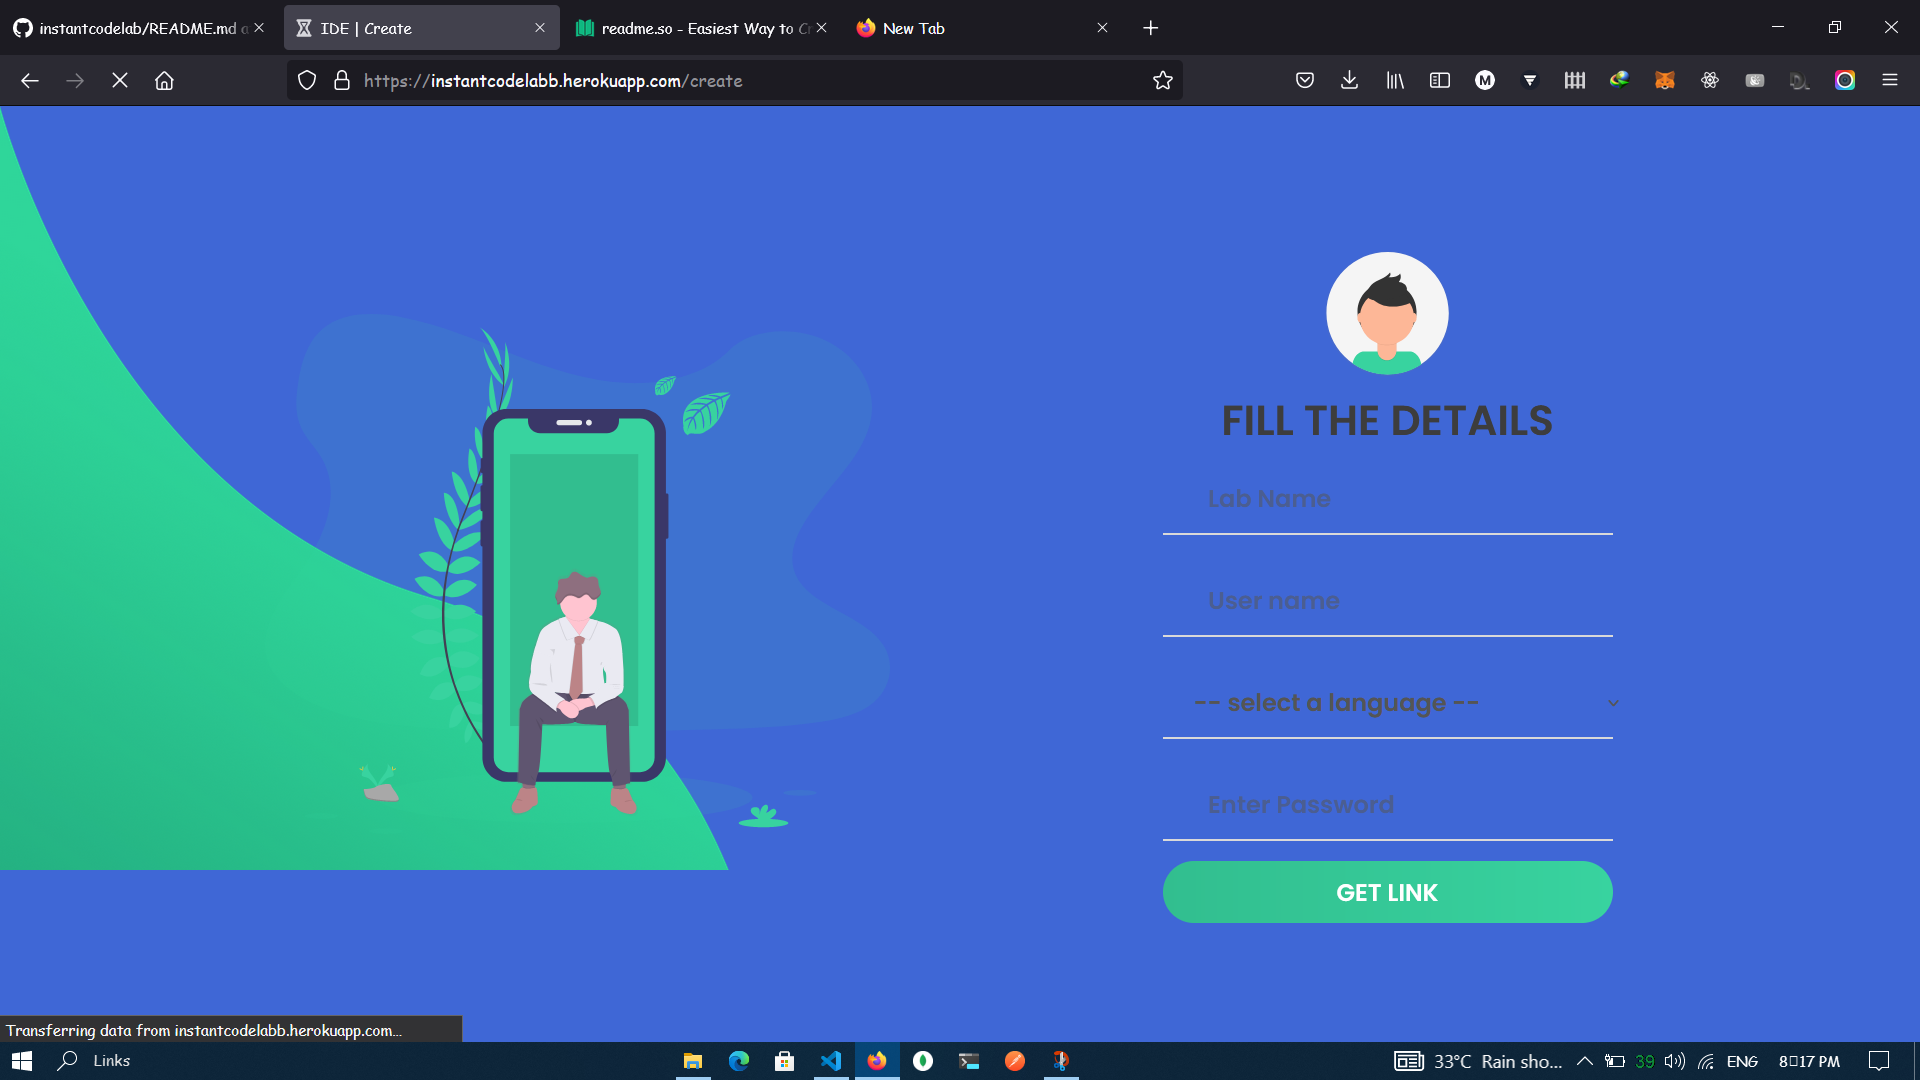 instantcodelab/README.md a
IDE | Create
readme.so - Easiest Way to Cr
New Tab
https://instantcodelabb.herokuapp.com/create
FILL THE DETAILS
Lab Name
User name
-- select a language --
Enter Password
GET LINK
Transferring data from instantcodelabb.herokuapp.com...
Links
33°C Rain sho...
39
ENG
8:17 PM